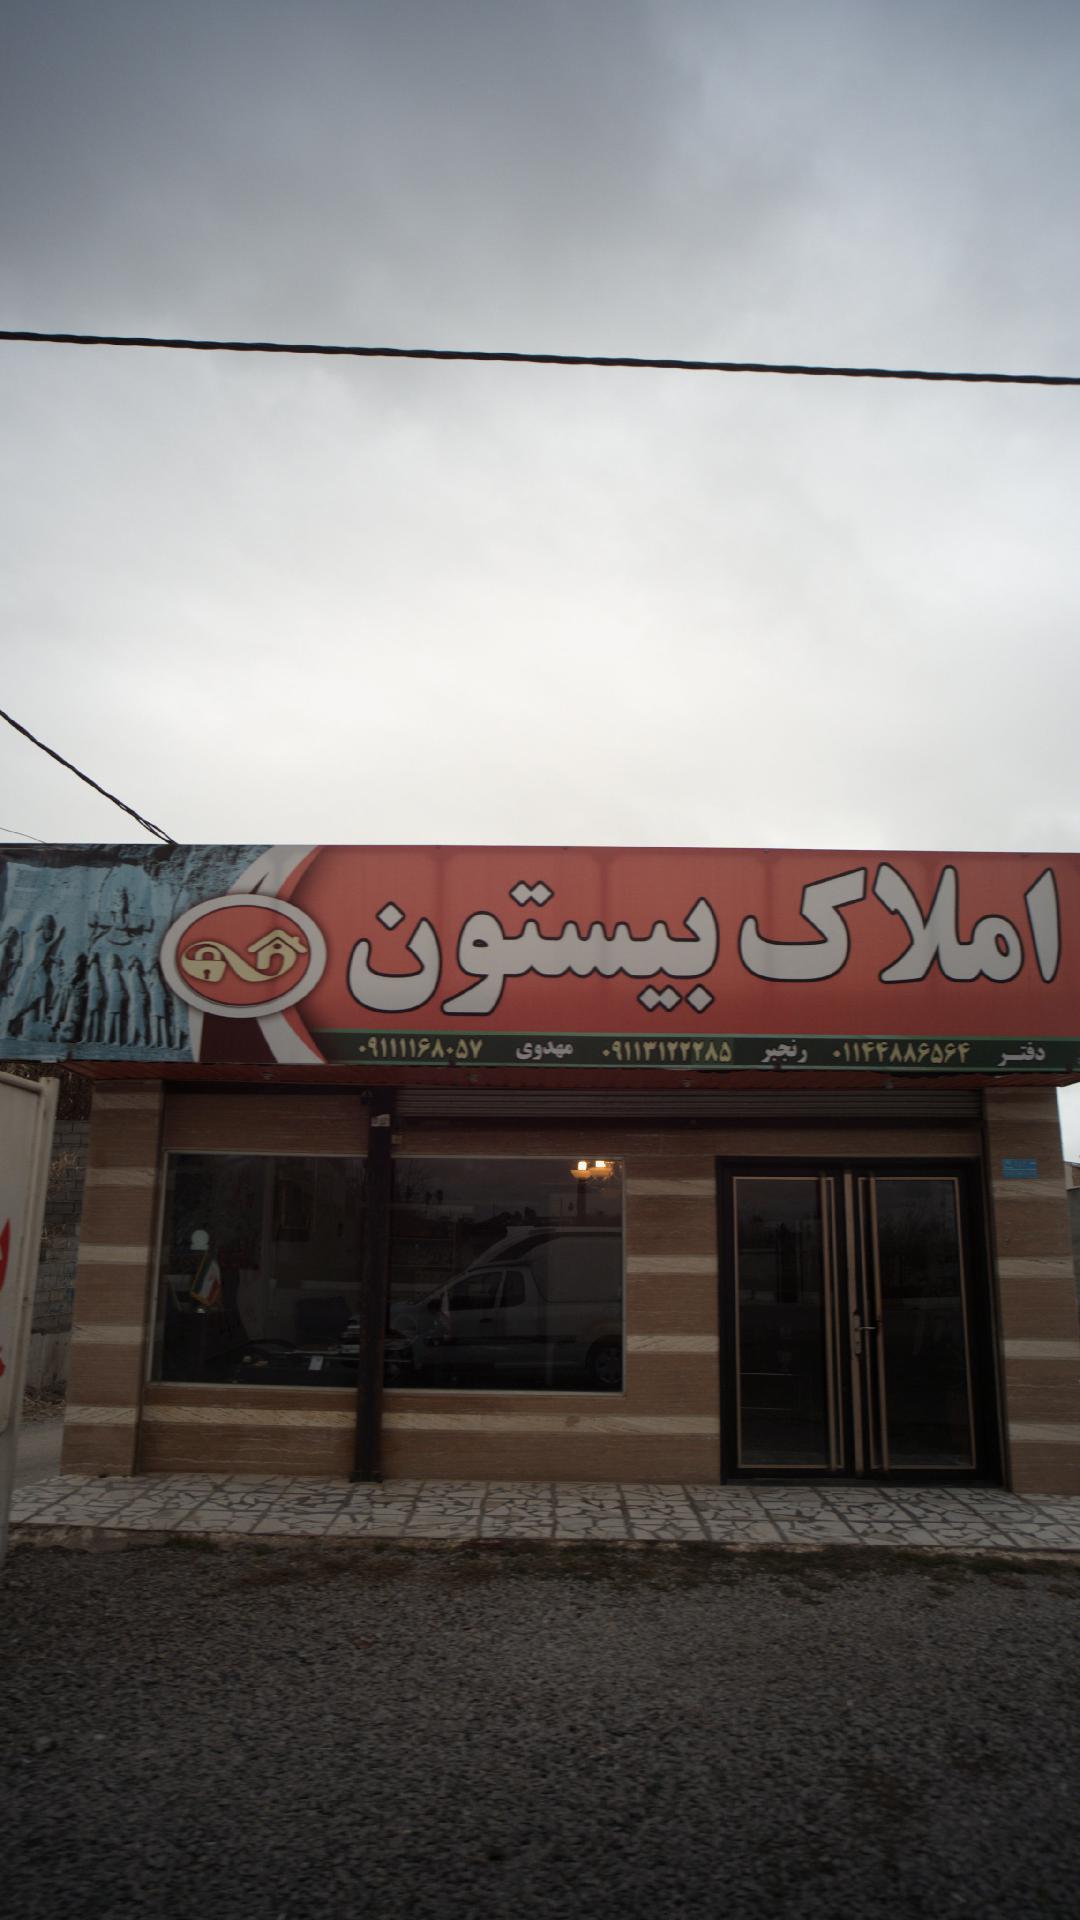 املاک بیستون
دفتر ۰۱۱۴۴۸۸۶۵۶۴ رنجبر ۰۹۱۱۳۱۲۲۲۸۵ مهدوی ۰۹۱۱۱۱۶۸۰۵۷